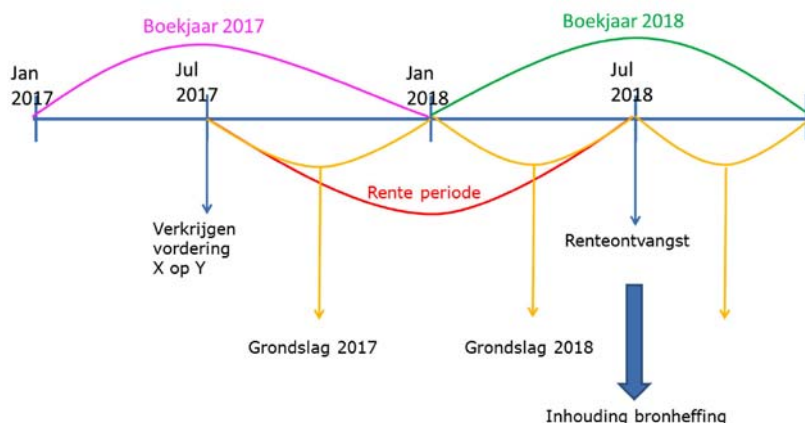 Boekjaar 2017
Boekjaar 2018
Jan
2017
Jul
2017
Jan
2018
Jul
2018
Rente periode
Verkrijgen
vordering
X op Y
Renteontvangst
Grondslag 2017
Grondslag 2018
Inhouding bronheffing